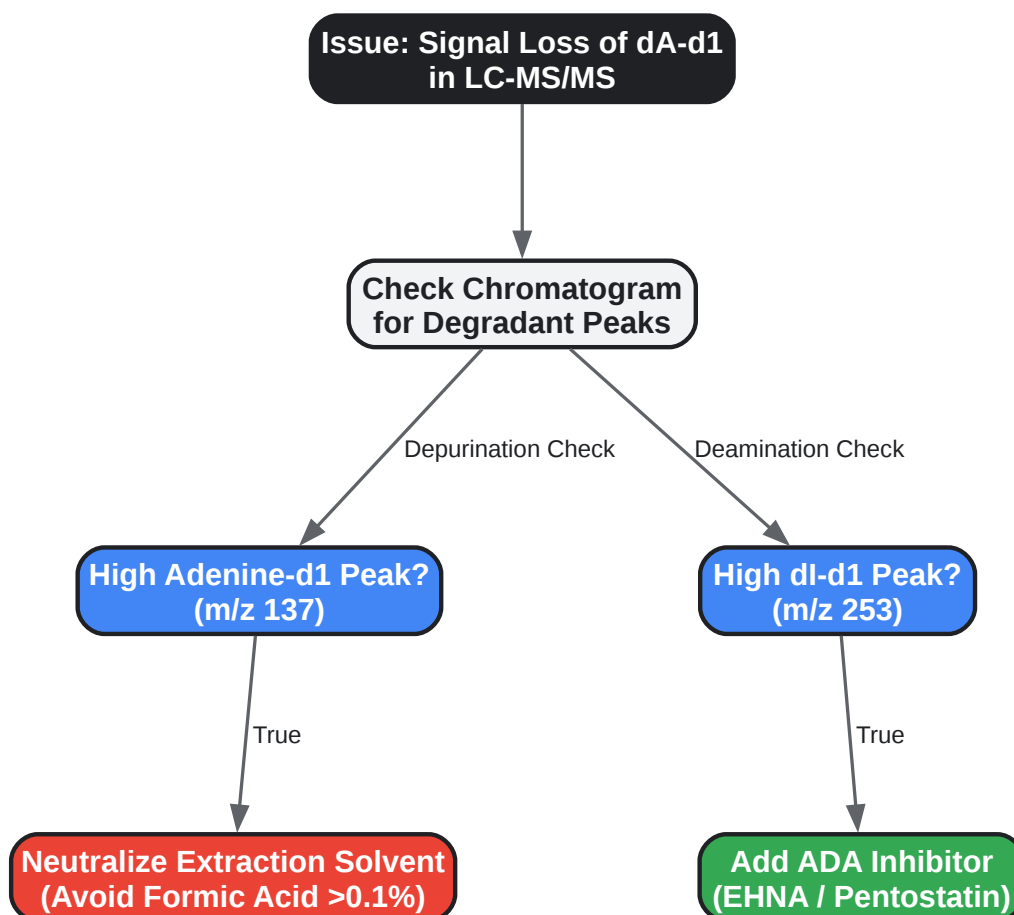 Issue: Signal Loss of dA-d1
in LC-MS/MS
Check Chromatogram
for Degradant Peaks
Depurination Check
Deamination Check
High Adenine-d1 Peak?
(m/z 137)
High dI-d1 Peak?
(m/z 253)
True
True
Neutralize Extraction Solvent
(Avoid Formic Acid >0.1%)
Add ADA Inhibitor
(EHNA / Pentostatin)